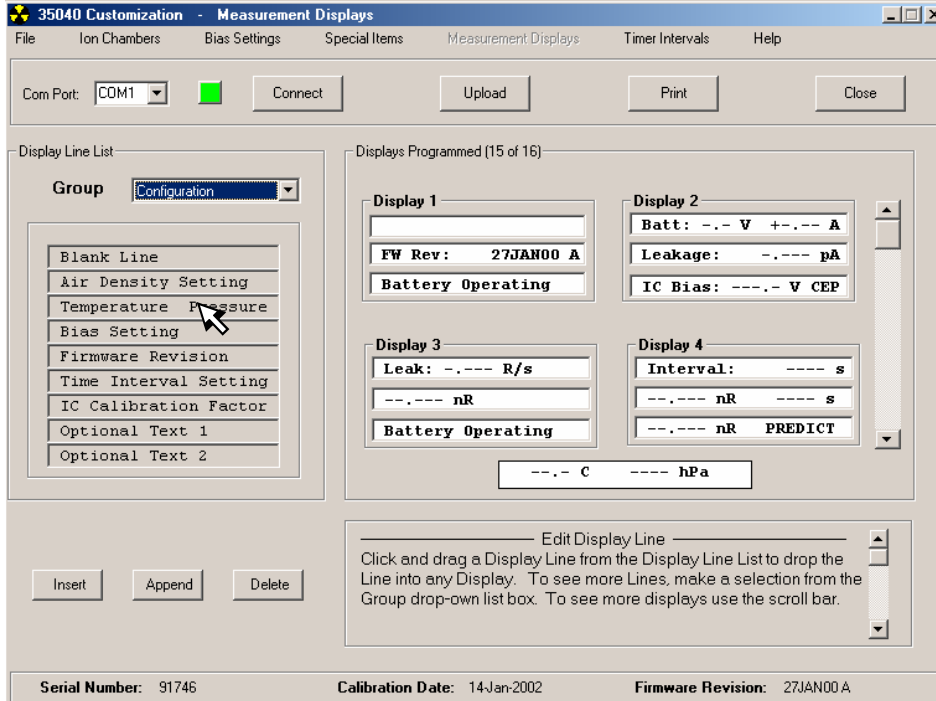 35040 Customization - Measurement Displays
File Ion Chambers Bias Settings Special Items Measurement Displays Timer Intervals Help
Com Port: COM1 Connect Upload Print Close
Display Line List
Group Configuration
Blank Line
Air Density Setting
Temperature Pressure
Bias Setting
Firmware Revision
Time Interval Setting
IC Calibration Factor
Optional Text 1
Optional Text 2
Displays Programmed (15 of 16)
Display 1
FW Rev: 27JAN00 A
Battery Operating
Display 2
Batt: -.- V +-.-- A
Leakage: -.--- pA
IC Bias: ---.- V CEP
Display 3
Leak: -.--- R/s
--.--- nR
Battery Operating
Display 4
Interval: ---- s
--.--- nR ---- s
--.--- nR PREDICT
--.- C ---- hPa
Insert Append Delete
Edit Display Line
Click and drag a Display Line from the Display Line List to drop the
Line into any Display. To see more Lines, make a selection from the
Group drop-own list box. To see more displays use the scroll bar.
Serial Number: 91746 Calibration Date: 14-Jan-2002 Firmware Revision: 27JAN00 A